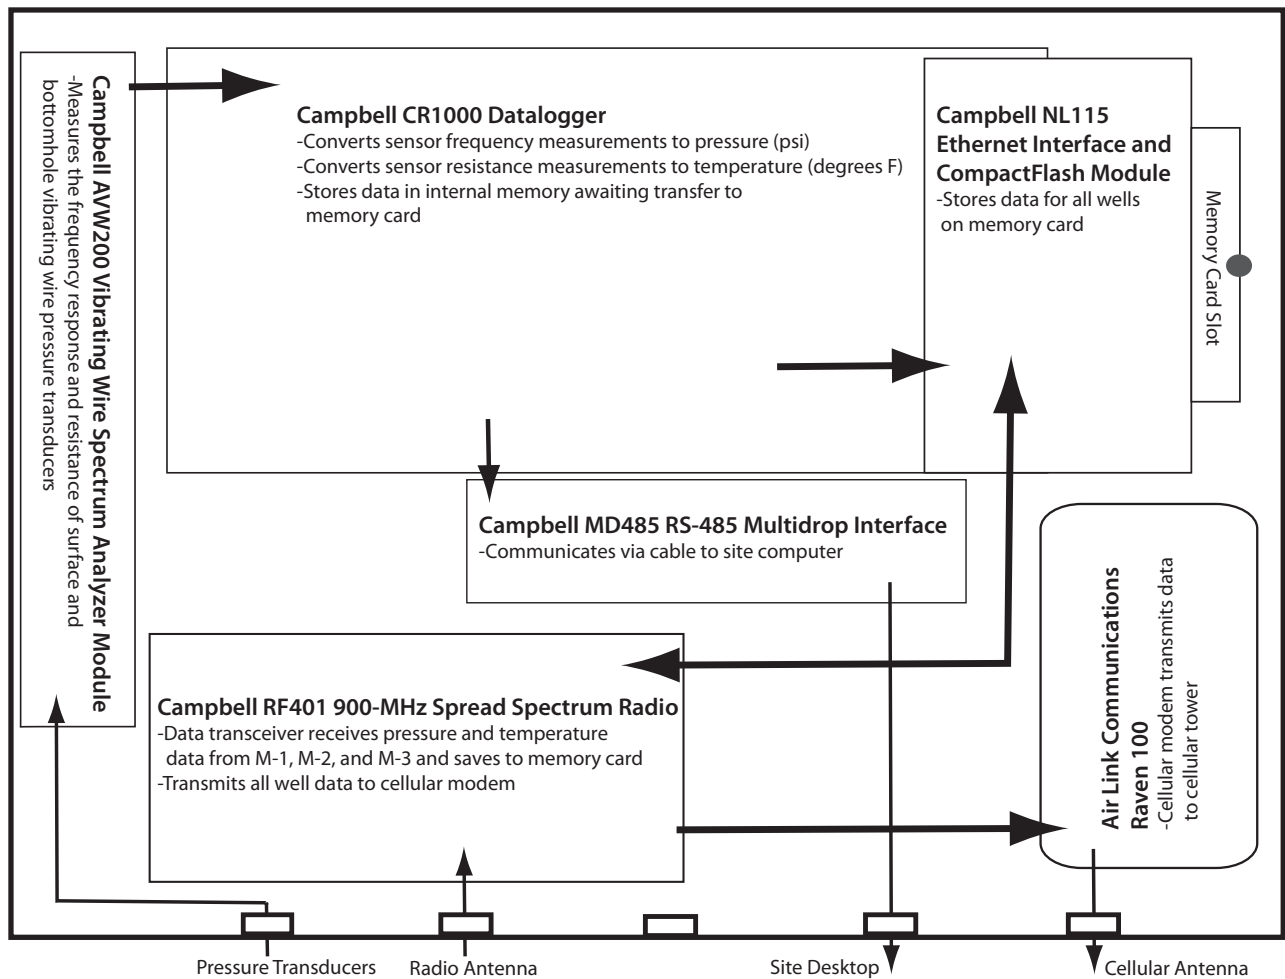 Campbell AVW200 Vibrating Wire Spectrum Analyzer Module
-Measures the frequency response and resistance of surface and
bottomhole vibrating wire pressure transducers
Campbell CR1000 Datalogger
-Converts sensor frequency measurements to pressure (psi)
-Converts sensor resistance measurements to temperature (degrees F)
-Stores data in internal memory awaiting transfer to
memory card
Campbell NL115
Ethernet Interface and
CompactFlash Module
-Stores data for all wells
on memory card
Memory Card Slot
Campbell MD485 RS-485 Multidrop Interface
-Communicates via cable to site computer
Campbell RF401 900-MHz Spread Spectrum Radio
-Data transceiver receives pressure and temperature
data from M-1, M-2, and M-3 and saves to memory card
-Transmits all well data to cellular modem
Air Link Communications
Raven 100
-Cellular modem transmits data
to cellular tower
Pressure Transducers
Radio Antenna
Site Desktop
Cellular Antenna